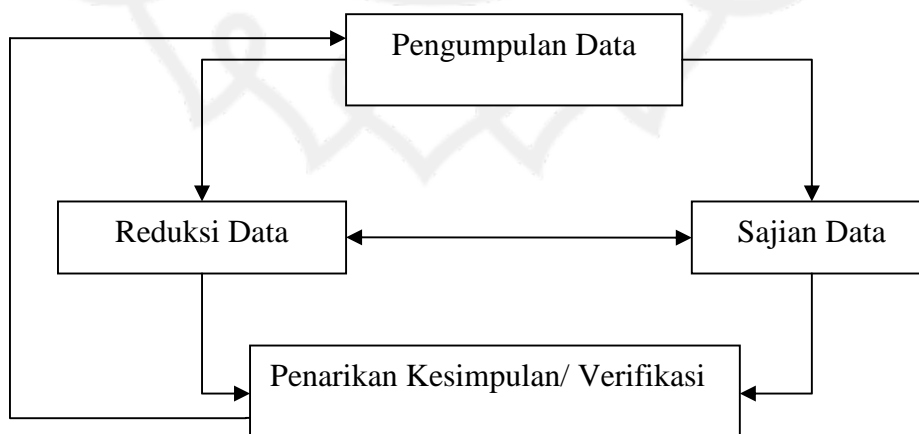 Pengumpulan Data
Reduksi Data
Sajian Data
Penarikan Kesimpulan/ Verifikasi